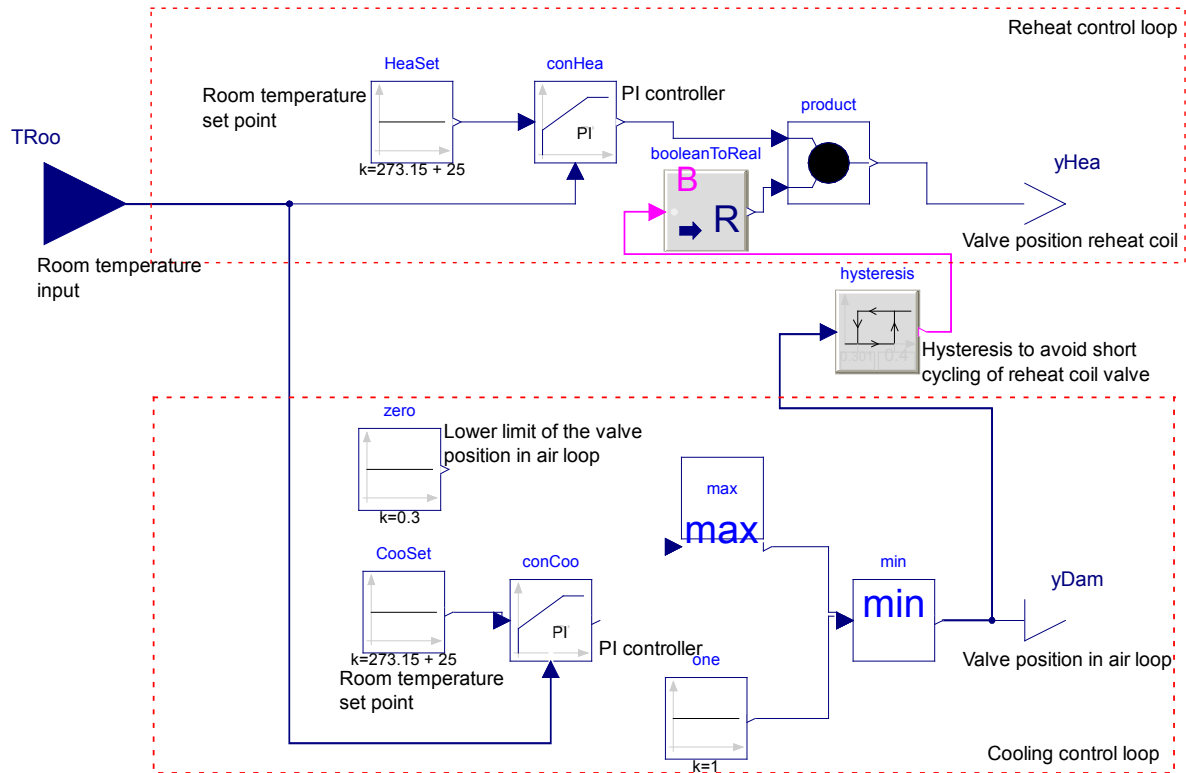 Reheat control loop
HeaSet
conHea
Room temperature
set point
PI controller
PI
k=273.15 + 25
product
TRoo
booleanToReal
B
R
yHea
Valve position reheat coil
Room temperature
input
hysteresis
Hysteresis to avoid short
cycling of reheat coil valve
zero
Lower limit of the valve
position in air loop
k=0.3
max
max
CooSet
conCoo
min
min
yDam
PI
PI controller
k=273.15 + 25
Room temperature
set point
one
Valve position in air loop
k=1
Cooling control loop